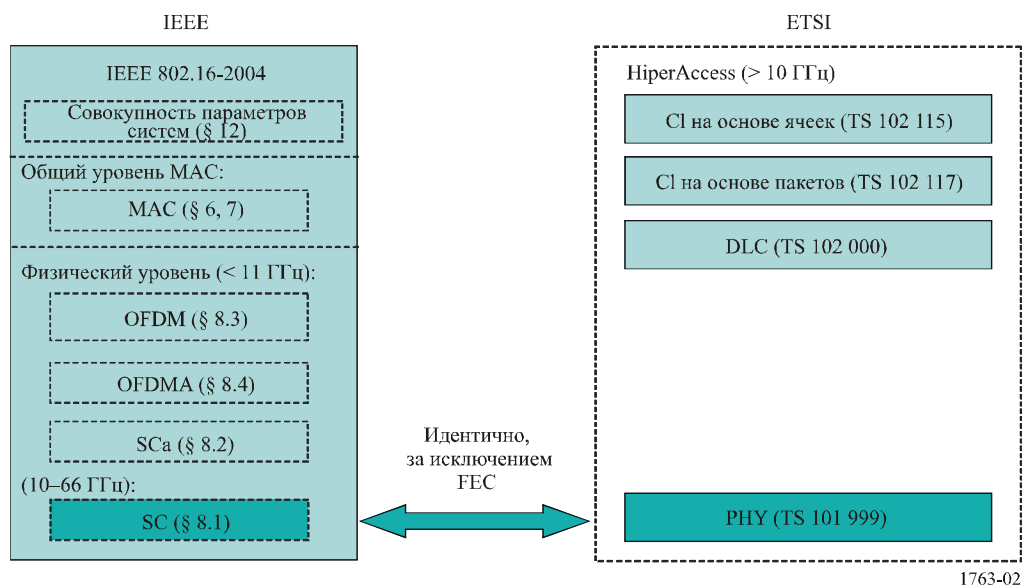 IEEE
IEEE 802.16-2004
Совокупность параметров
систем (§ 12)
Общий уровень MAC:
MAC (§ 6, 7)
Физический уровень (< 11 ГГц):
OFDM (§ 8.3)
OFDMA (§ 8.4)
SCa (§ 8.2)
(10–66 ГГц):
SC (§ 8.1)
Идентично,
за исключением
FEC
ETSI
HiperAccess (> 10 ГГц)
Cl на основе ячеек (TS 102 115)
Cl на основе пакетов (TS 102 117)
DLC (TS 102 000)
PHY (TS 101 999)
1763-02